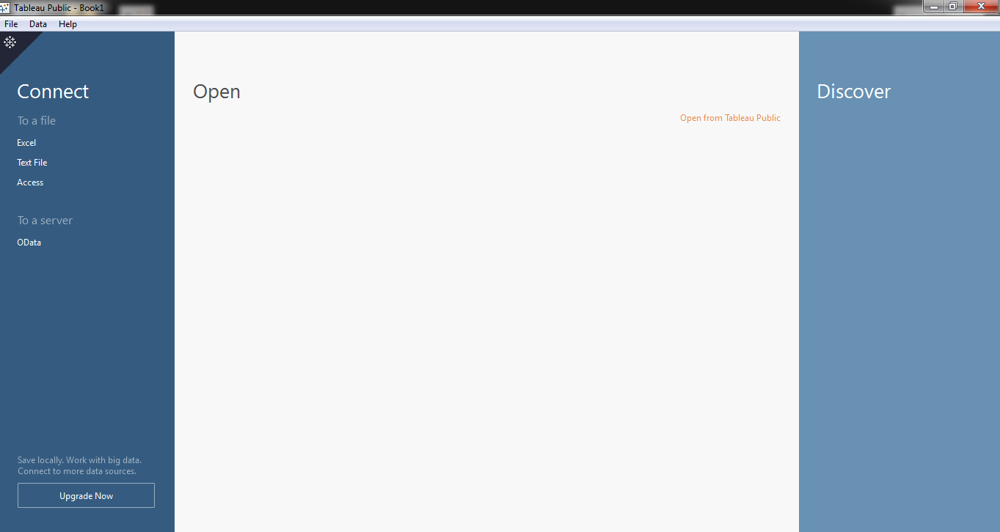 Tableau Public - Book1
File Data Help
Connect
To a file
Excel
Text File
Access
To a server
OData
Save locally. Work with big data.
Connect to more data sources.
Upgrade Now
Open
Open from Tableau Public
Discover